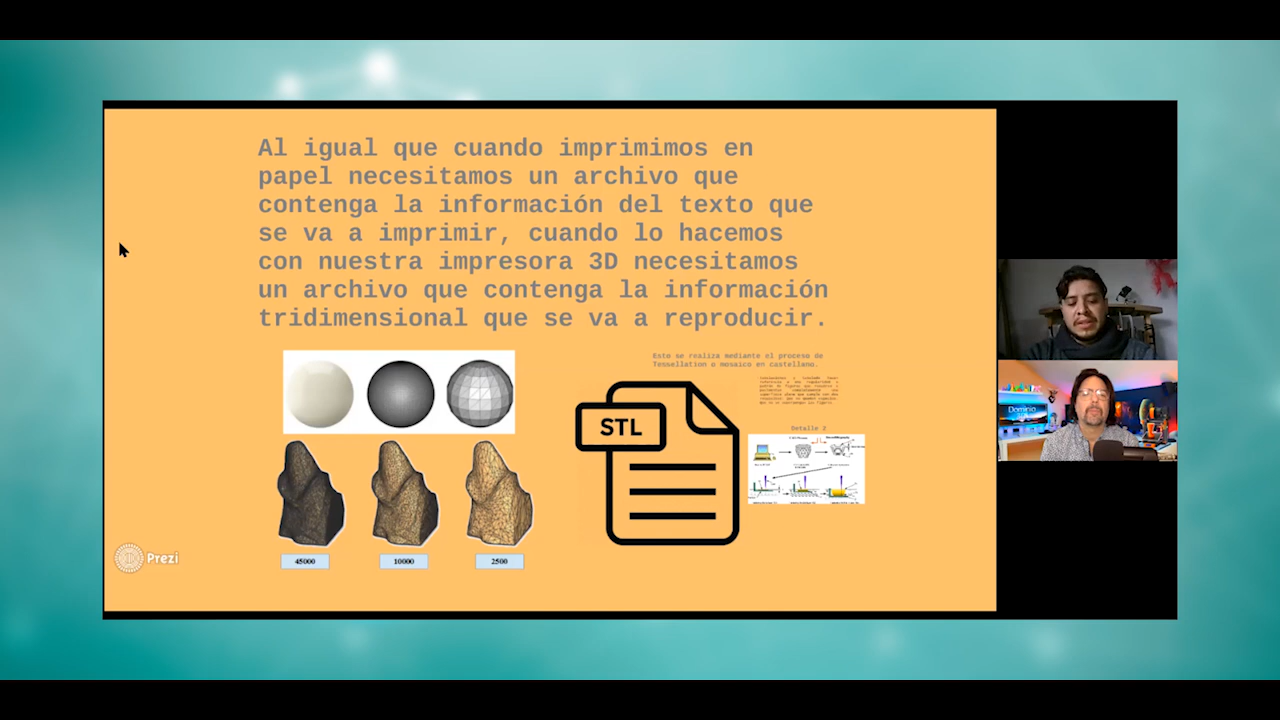 Al igual que cuando imprimimos en
papel necesitamos un archivo que
contenga la información del texto que
se va a imprimir, cuando lo hacemos
con nuestra impresora 3D necesitamos
un archivo que contenga la información
tridimensional que se va a reproducir.
Esto se realiza mediante el proceso de
Tessellation o mosaico en castellano.
STL
Detalle 2
45000
10000
2500
Prezi
Dominio